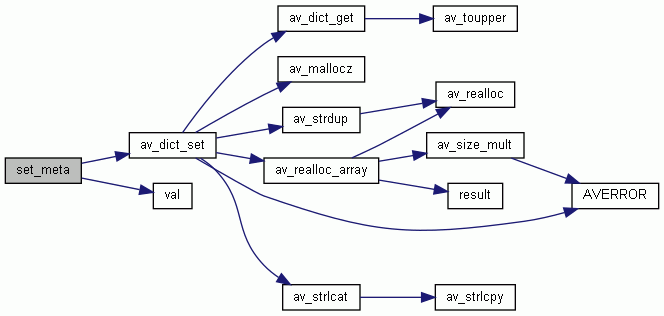 av_dict_get
av_toupper
av_mallocz
av_realloc
av_strdup
av_dict_set
av_size_mult
set_meta
av_realloc_array
val
result
AVERROR
av_strlcat
av_strlcpy